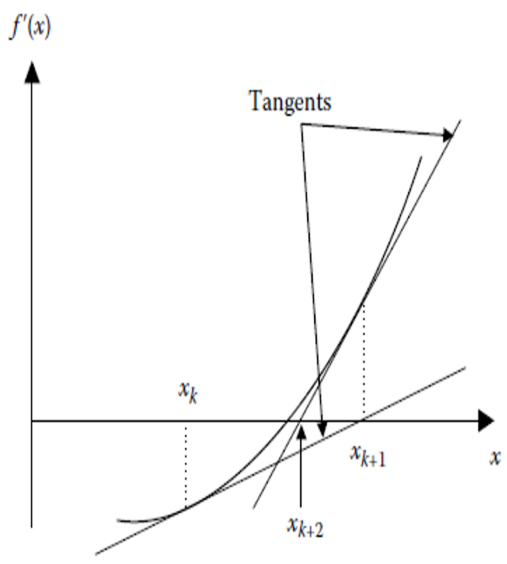 f′(x)
Tangents
xₖ
xₖ₊₁
x
xₖ₊₂